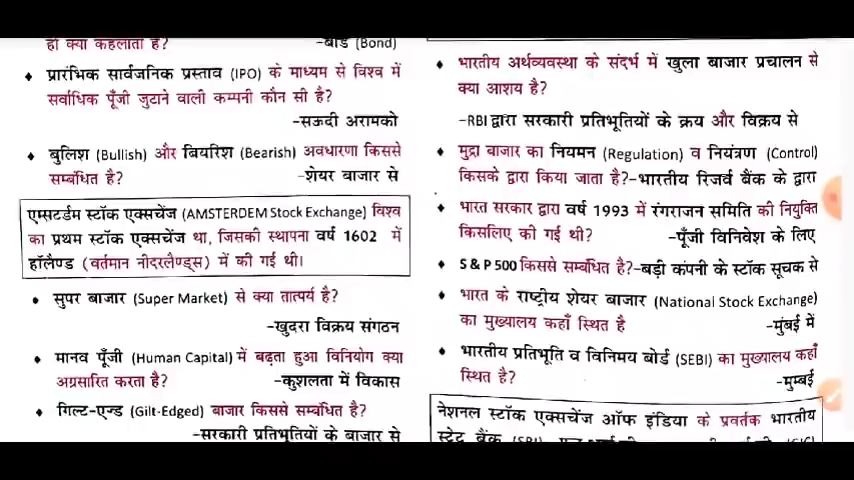 ही क्या कहलाता है?
-बॉड (Bond)
♦ प्रारंभिक सार्वजनिक प्रस्ताव (IPO) के माध्यम से विश्व में
सर्वाधिक पूँजी जुटाने वाली कम्पनी कौन सी है?
-सऊदी अरामको
♦ बुलिश (Bullish) और बियरिश (Bearish) अवधारणा किससे
सम्बंधित है?
-शेयर बाजार से
एम्सटर्डम स्टॉक एक्सचेंज (AMSTERDEM Stock Exchange) विश्व
का प्रथम स्टॉक एक्सचेंज था, जिसकी स्थापना वर्ष 1602 में
हॉलैण्ड (वर्तमान नीदरलैण्ड्स) में की गई थी।
♦ सुपर बाजार (Super Market) से क्या तात्पर्य है?
-खुदरा विक्रय संगठन
♦ मानव पूँजी (Human Capital) में बढ़ता हुआ विनियोग क्या
अग्रसारित करता है?
-कुशलता में विकास
♦ गिल्ट-एन्ड (Gilt-Edged) बाजार किससे सम्बंधित है?
-सरकारी प्रतिभूतियों के बाजार से
♦ भारतीय अर्थव्यवस्था के संदर्भ में खुला बाजार प्रचालन से
क्या आशय है?
-RBI द्वारा सरकारी प्रतिभूतियों के क्रय और विक्रय से
♦ मुद्रा बाजार का नियमन (Regulation) व नियंत्रण (Control)
किसके द्वारा किया जाता है?-भारतीय रिजर्व बैंक के द्वारा
♦ भारत सरकार द्वारा वर्ष 1993 में रंगराजन समिति की नियुक्ति
किसलिए की गई थी?
-पूँजी विनिवेश के लिए
♦ S & P 500 किससे सम्बंधित है?-बड़ी कंपनी के स्टॉक सूचक से
♦ भारत के राष्ट्रीय शेयर बाजार (National Stock Exchange)
का मुख्यालय कहाँ स्थित है
-मुंबई में
♦ भारतीय प्रतिभूति व विनिमय बोर्ड (SEBI) का मुख्यालय कहाँ
स्थित है?
-मुम्बई
नेशनल स्टॉक एक्सचेंज ऑफ इंडिया के प्रवर्तक भारतीय
स्टेट बैंक